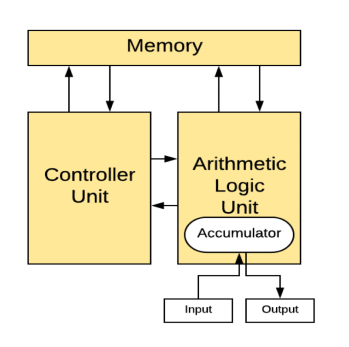 Memory
Controller
Unit
Arithmetic
Logic
Unit
Accumulator
Input
Output